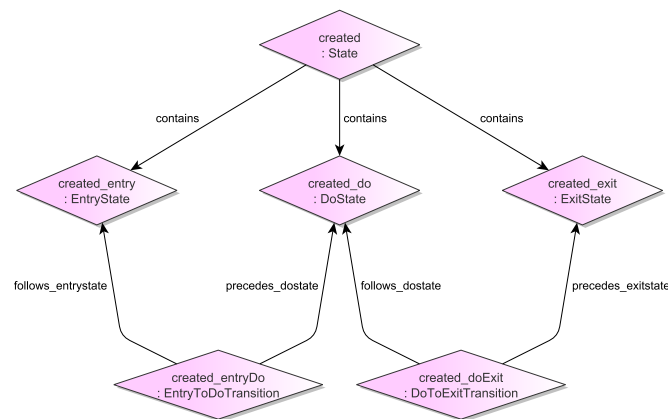 created
: State
contains
contains
contains
created_entry
: EntryState
created_do
: DoState
created_exit
: ExitState
follows_entrystate
precedes_dostate
follows_dostate
precedes_exitstate
created_entryDo
: EntryToDoTransition
created_doExit
: DoToExitTransition